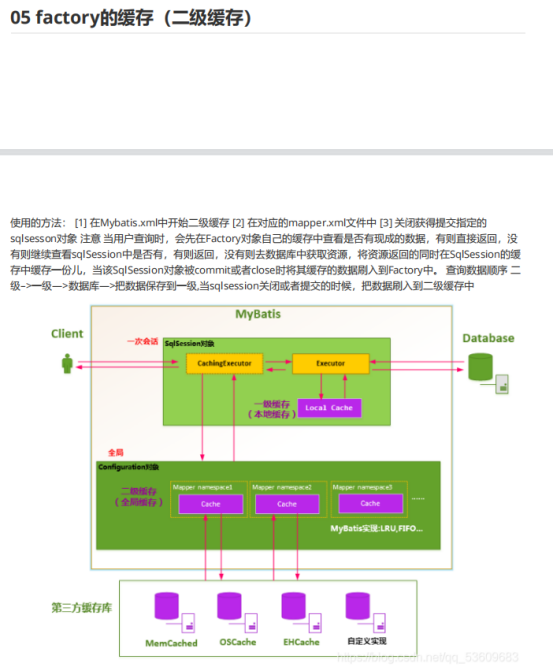 05 factory的缓存（二级缓存）
使用的方法： [1] 在Mybatis.xml中开始二级缓存 [2] 在对应的mapper.xml文件中 [3] 关闭获得提交指定的
sqlsesson对象 注意 当用户查询时，会先在Factory对象自己的缓存中查看是否有现成的数据，有则直接返回，没
有则继续查看sqlSession中是否有，有则返回，没有则去数据库中获取资源，将资源返回的同时在SqlSession的缓
存中缓存一份儿，当该SqlSession对象被commit或者close时将其缓存的数据刷入到Factory中。 查询数据顺序 二
级–>一级—>数据库—>把数据保存到一级,当sqlsession关闭或者提交的时候，把数据刷入到二级缓存中
MyBatis
Client
一次会话
SqlSession对象
Database
CachingExecutor
Executor
一级缓存
（本地缓存）
Local Cache
全局
Configuration对象
二级缓存
（全局缓存）
Mapper namespace1
Mapper namespace2
Mapper namespace3
Cache
Cache
Cache
……
MyBatis实现:LRU,FIFO...
第三方缓存库
MemCached
OSCache
EHCache
自定义实现
https://blog.csdn.net/qq_53609683